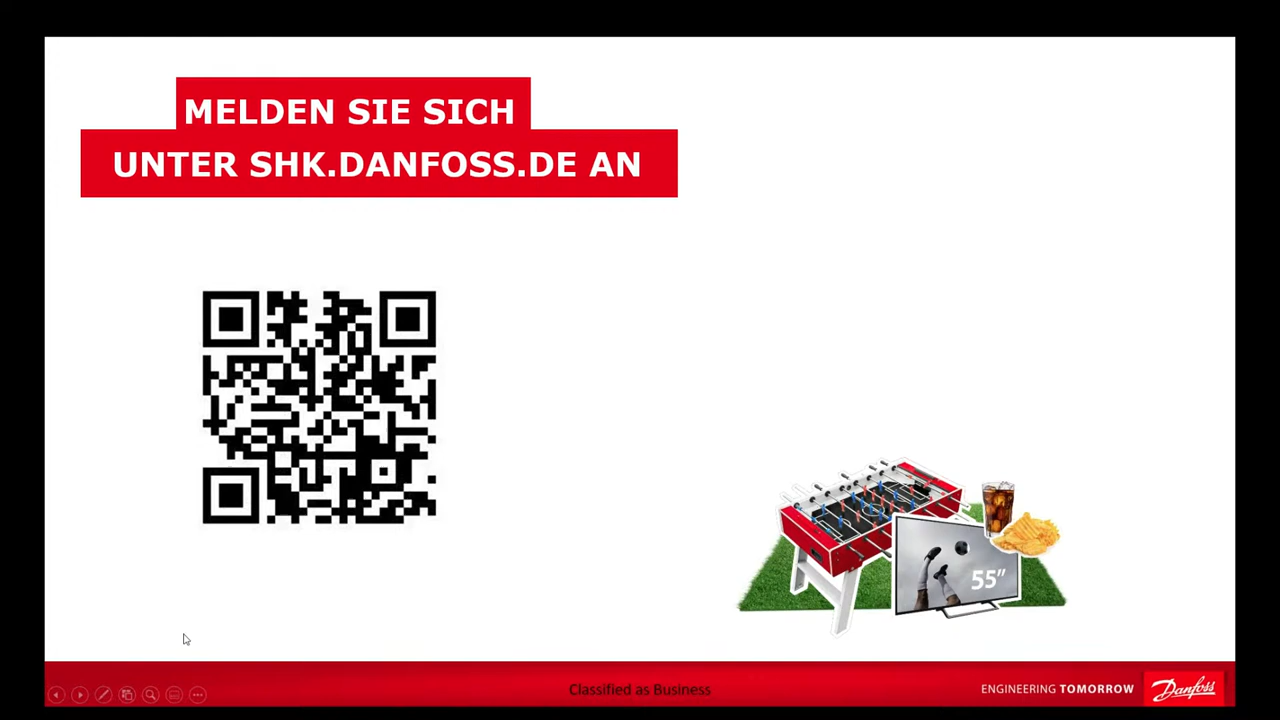 MELDEN SIE SICH
UNTER SHK.DANFOSS.DE AN
55”
Classified as Business
ENGINEERING TOMORROW
Danfoss